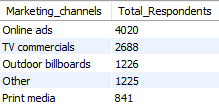 Marketing_channels Total_Respondents
Online ads 4020
TV commercials 2688
Outdoor billboards 1226
Other 1225
Print media 841